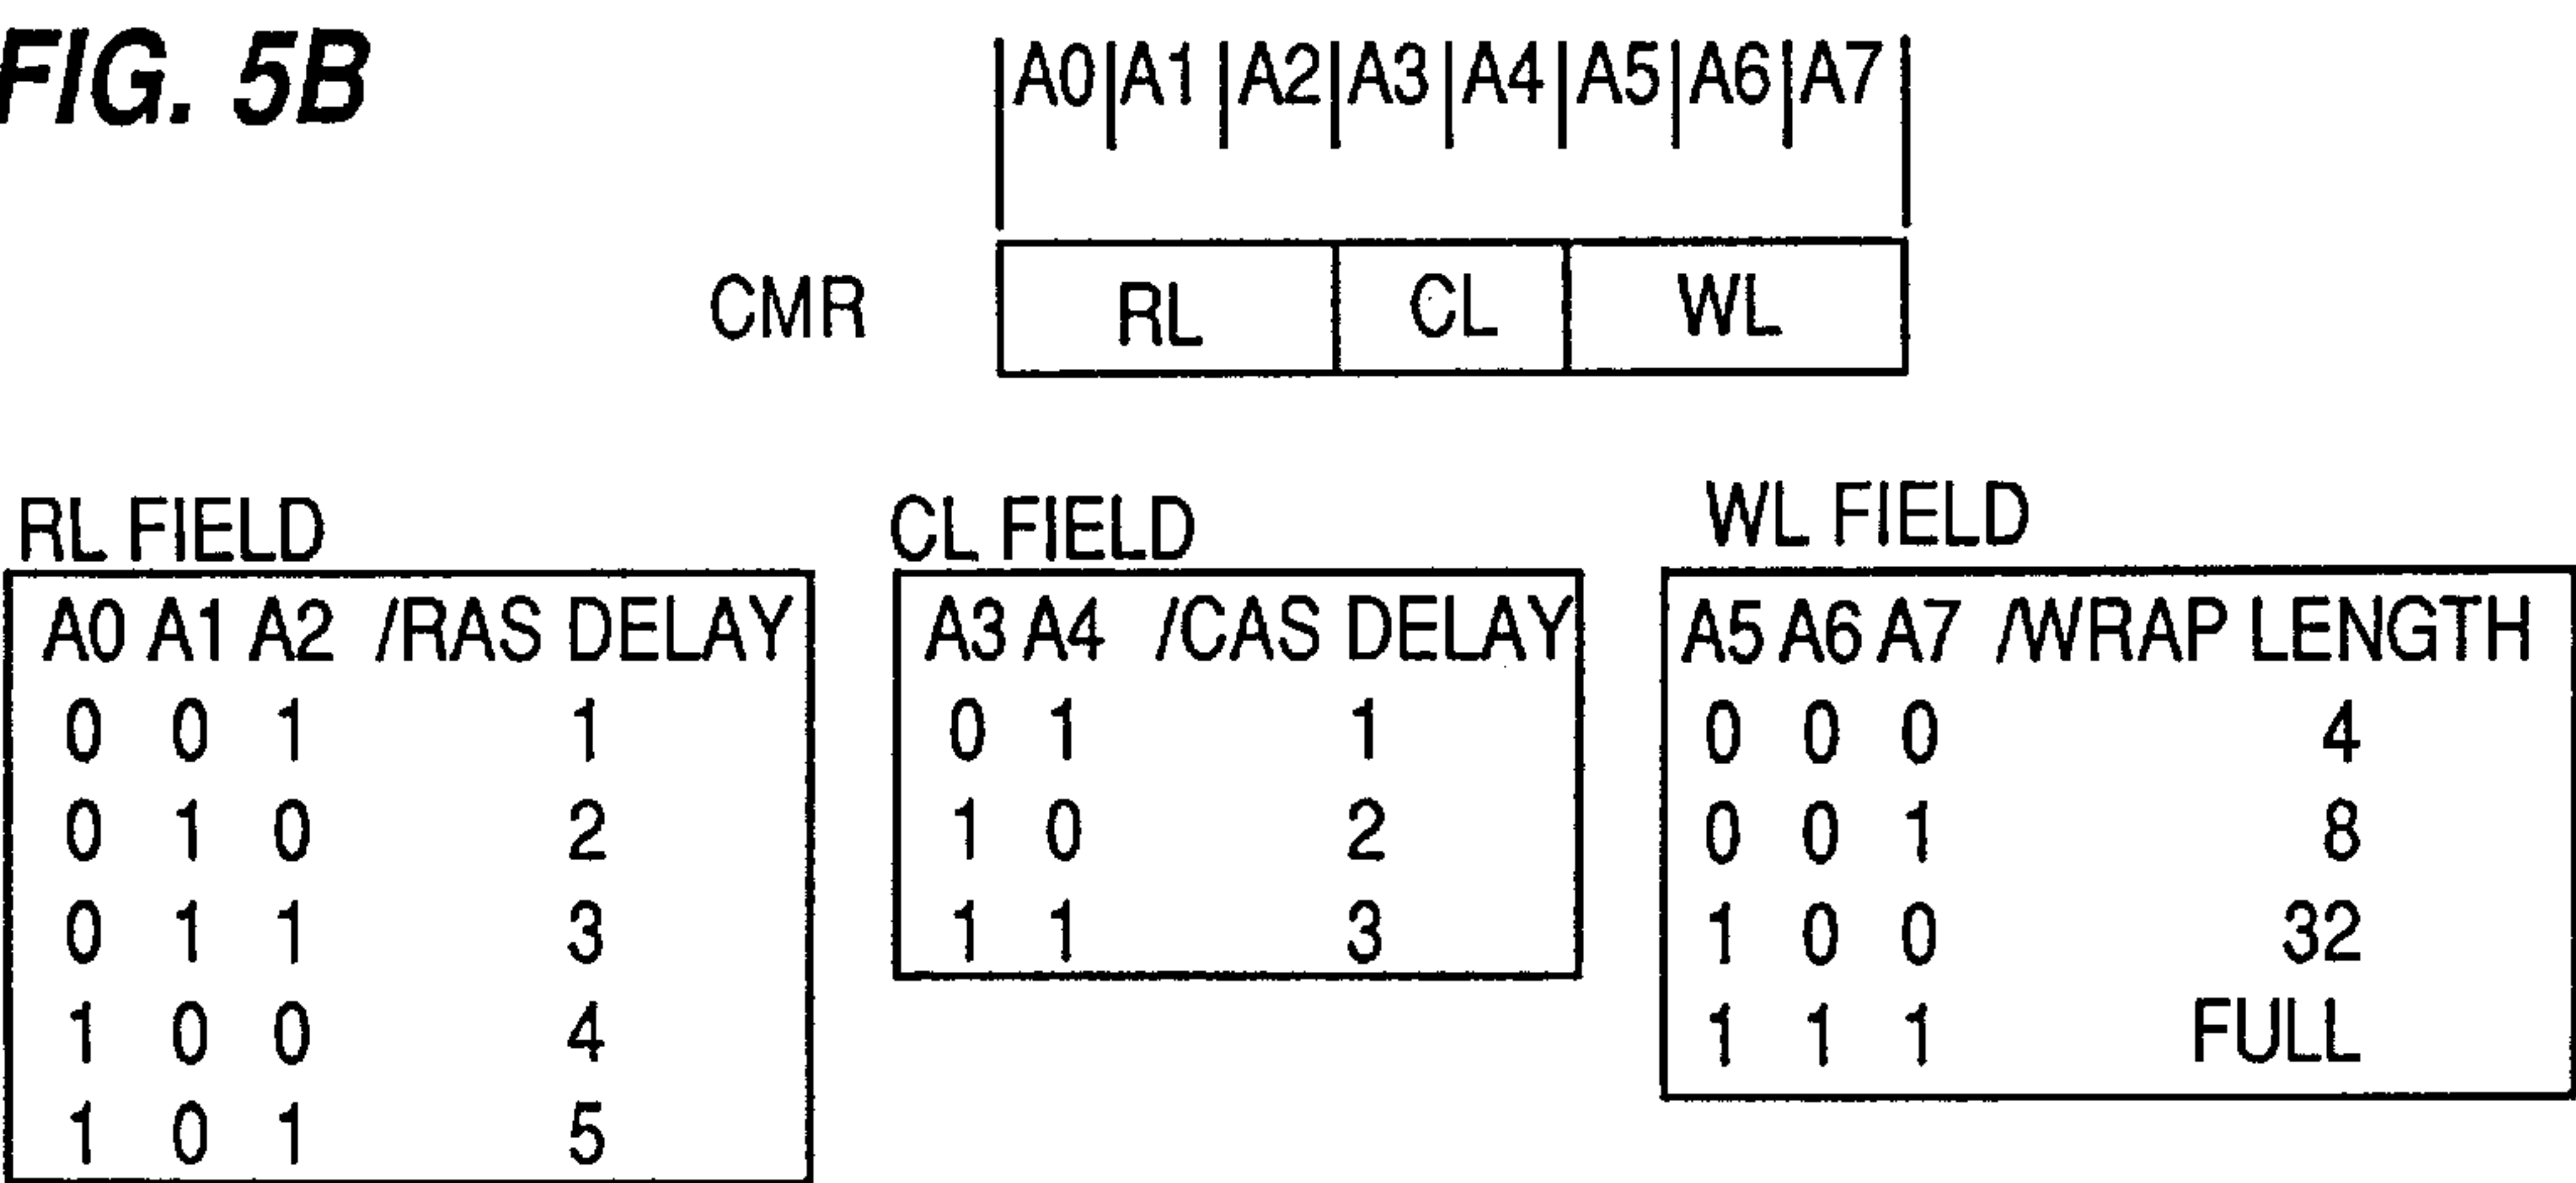 FIG. 5B
|A0|A1|A2|A3|A4|A5|A6|A7|
CMR RL CL WL
RL FIELD
A0 A1 A2 /RAS DELAY
0 0 1 1
0 1 0 2
0 1 1 3
1 0 0 4
1 0 1 5
CL FIELD
A3 A4 /CAS DELAY
0 1 1
1 0 2
1 1 3
WL FIELD
A5 A6 A7 /WRAP LENGTH
0 0 0 4
0 0 1 8
1 0 0 32
1 1 1 FULL